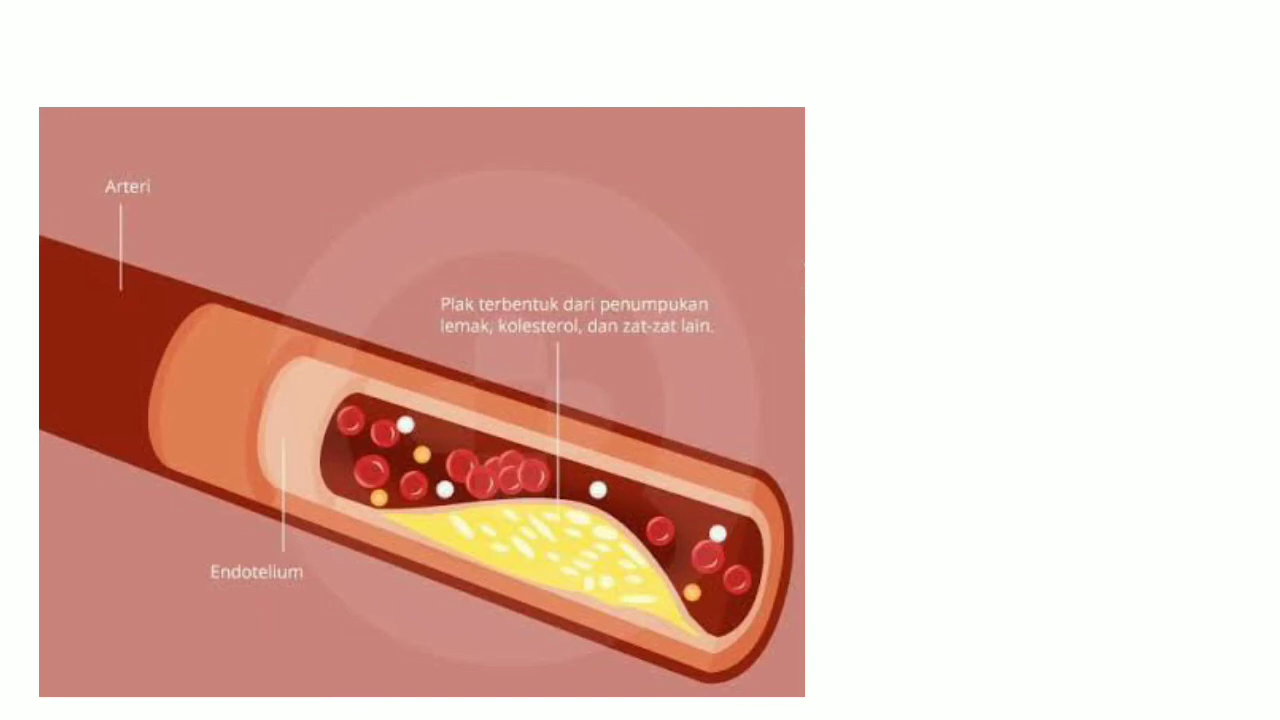 Arteri
Plak terbentuk dari penumpukan
lemak, kolesterol, dan zat-zat lain.
Endotelium